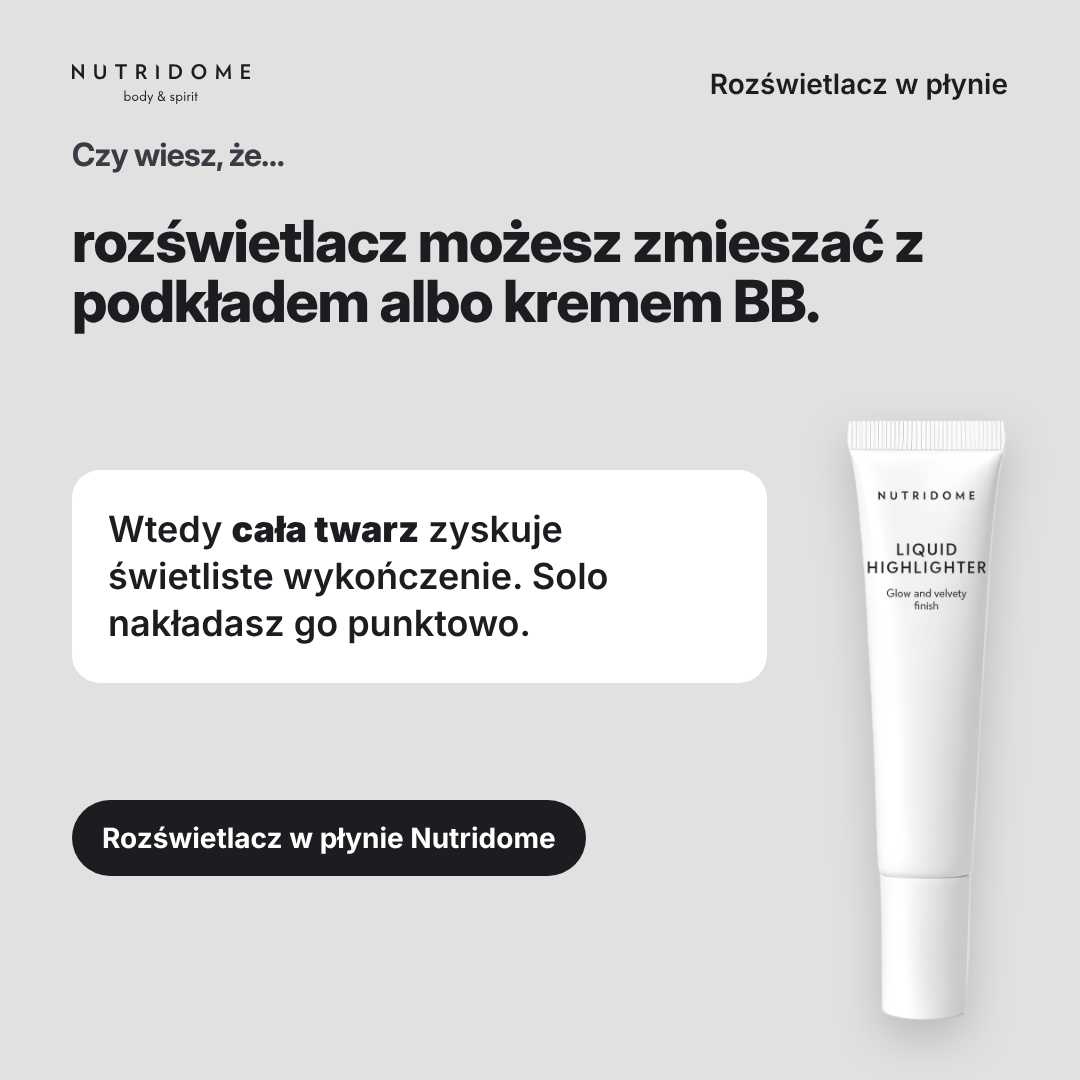 NUTRIDOME
body & spirit
Rozświetlacz w płynie
Czy wiesz, że...
rozświetlacz możesz zmieszać z
podkładem albo kremem BB.
Wtedy cała twarz zyskuje
świetliste wykończenie. Solo
nakładasz go punktowo.
NUTRIDOME
LIQUID
HIGHLIGHTER
Glow and velvety
finish
Rozświetlacz w płynie Nutridome